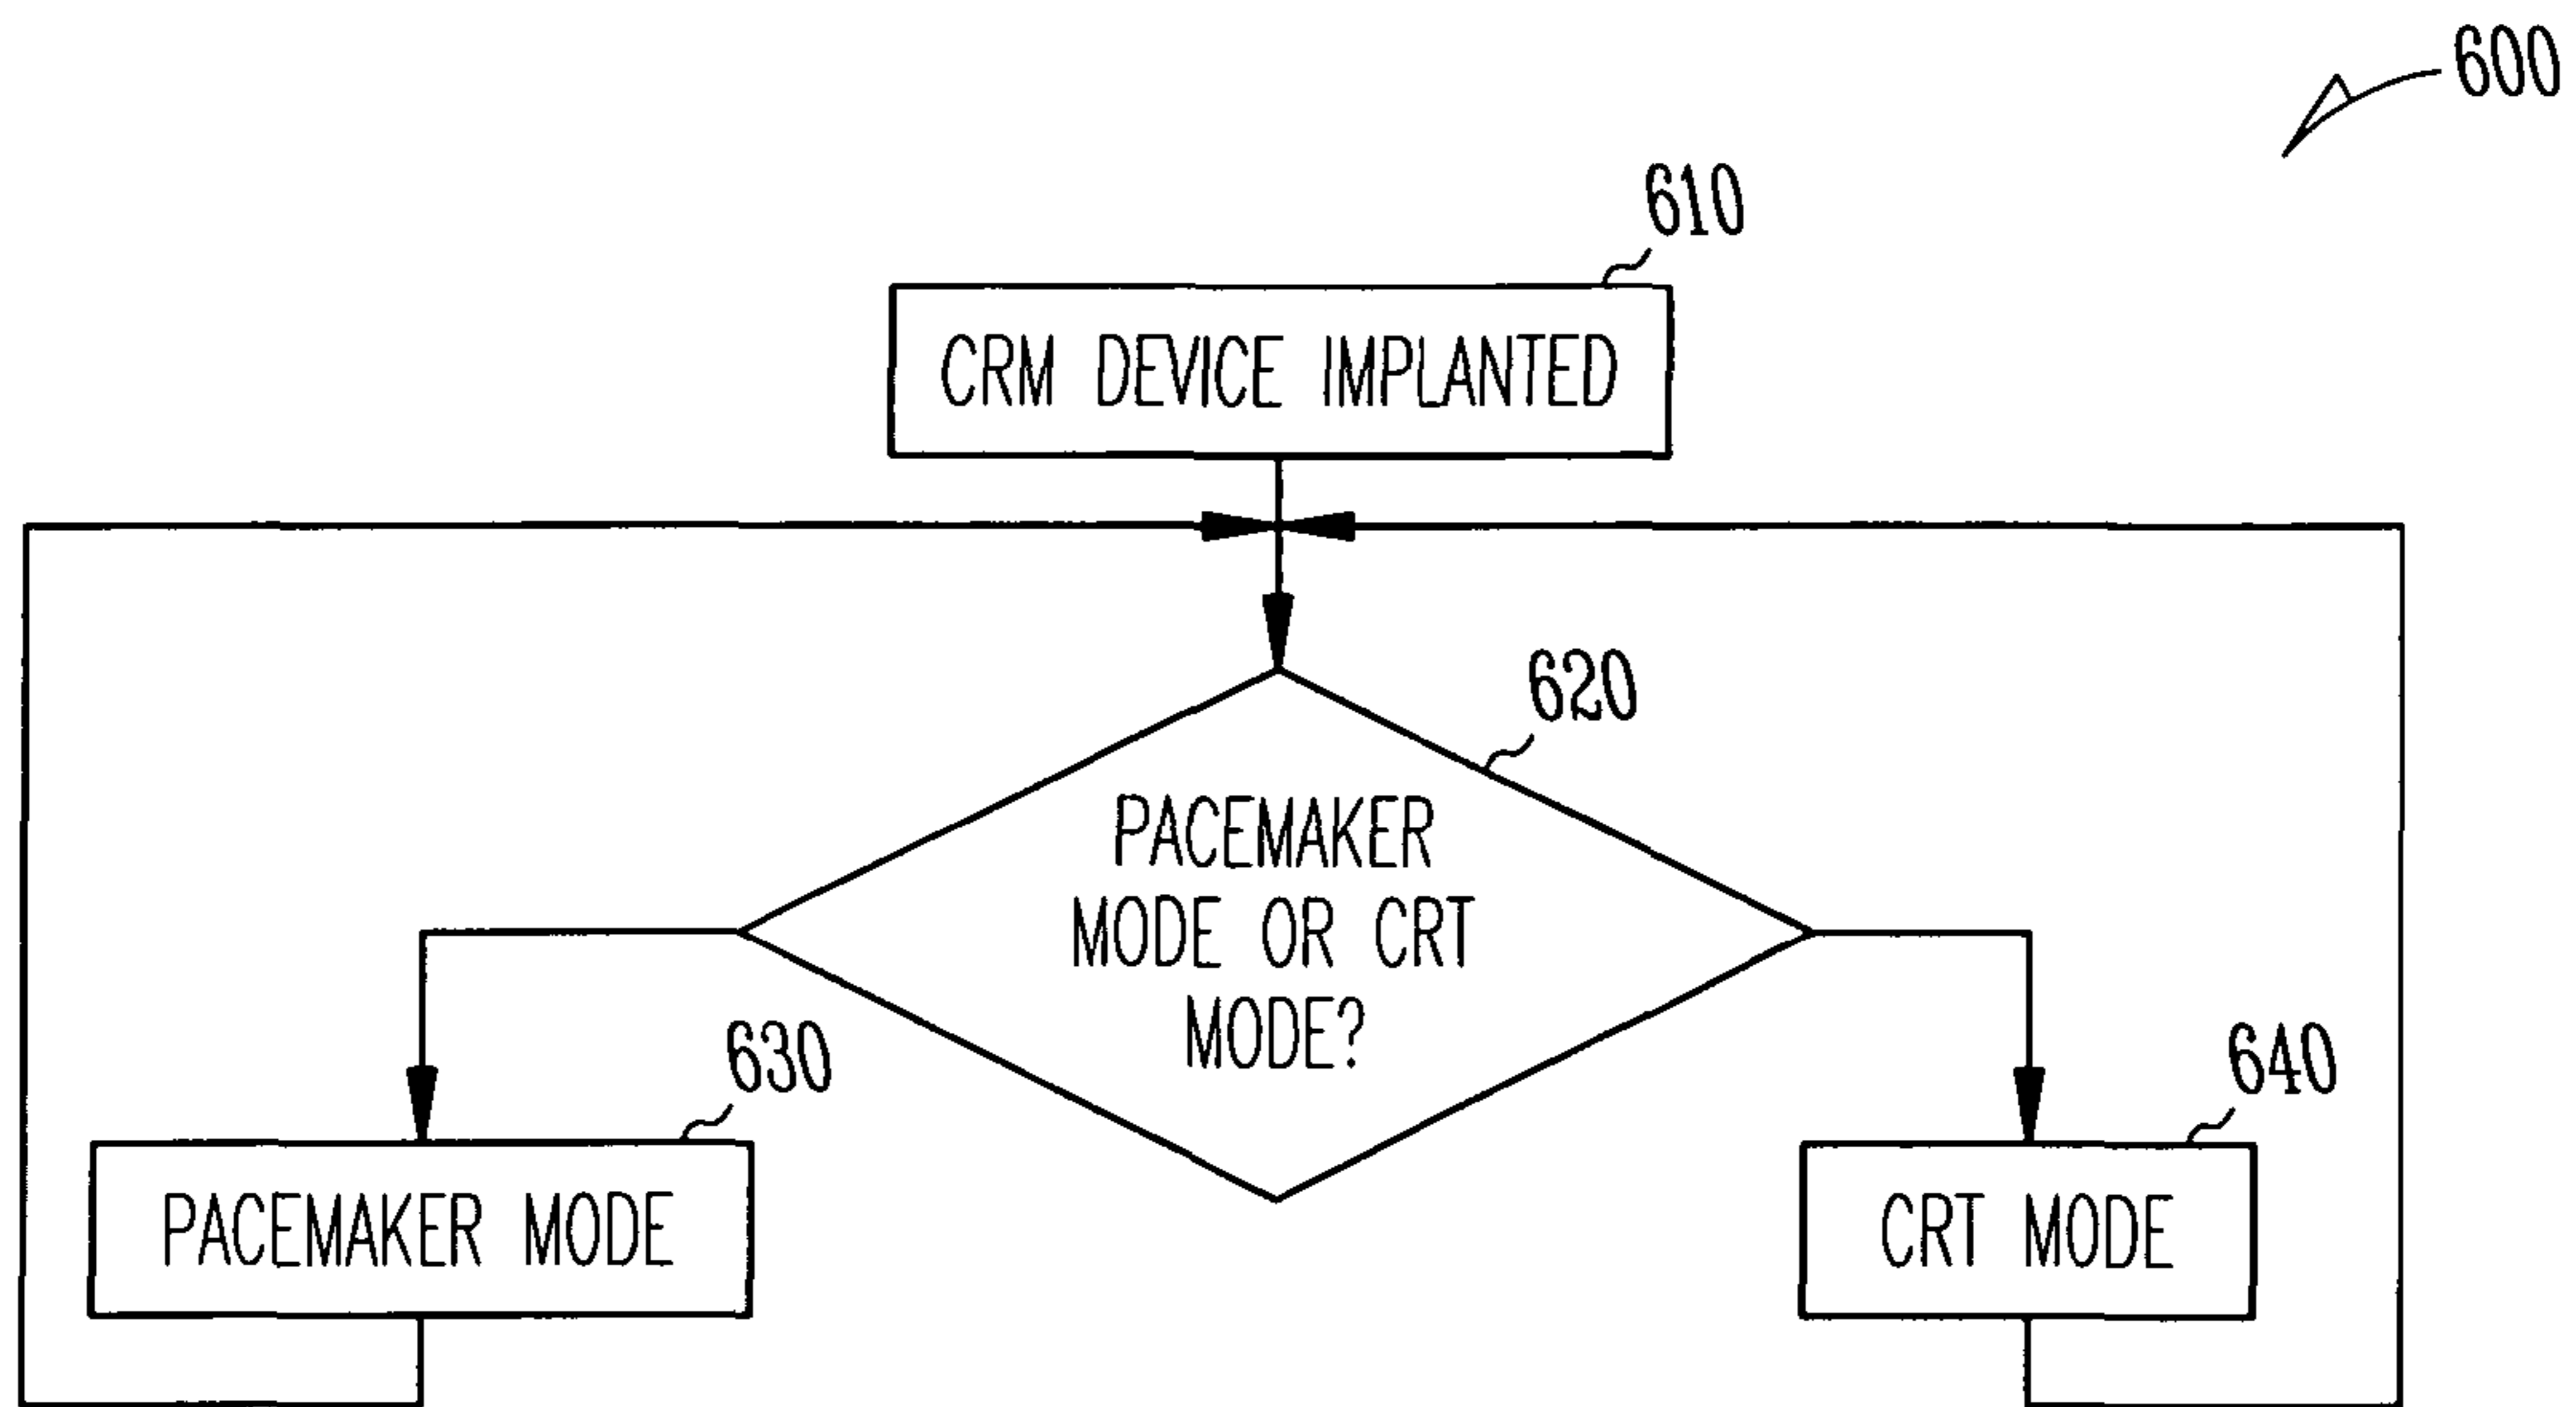 600
610
CRM DEVICE IMPLANTED
620
PACEMAKER
MODE OR CRT
MODE?
630
PACEMAKER MODE
640
CRT MODE